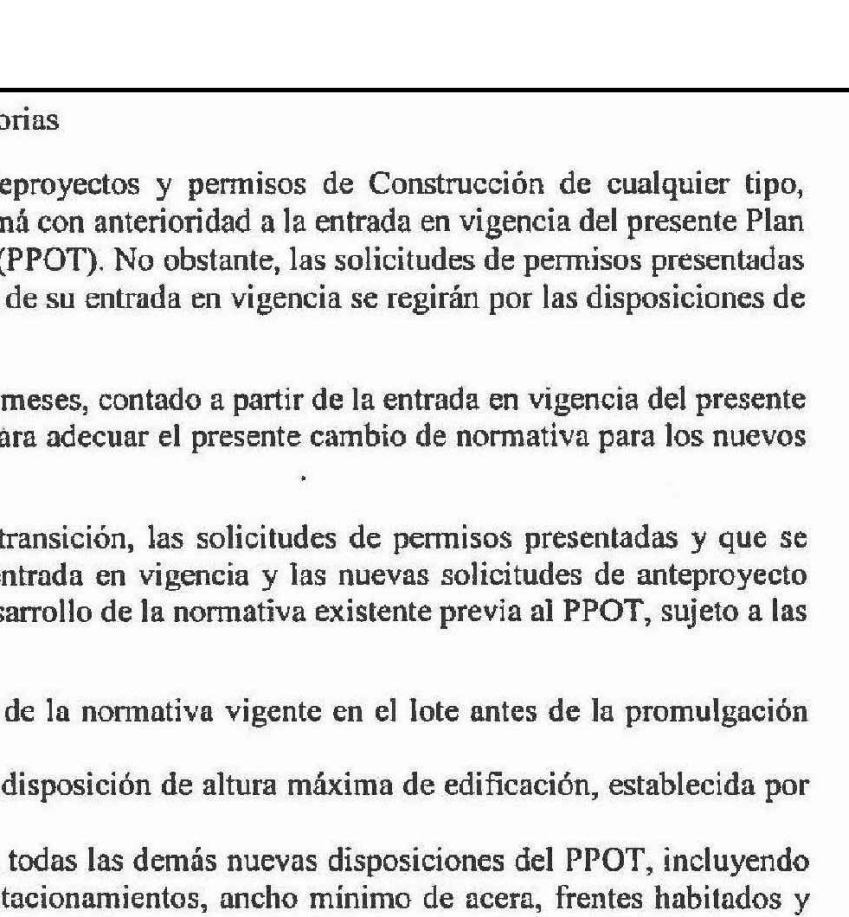 orias
eproyectos y permisos de Construcción de cualquier tipo,
má con anterioridad a la entrada en vigencia del presente Plan
(PPOT). No obstante, las solicitudes de permisos presentadas
de su entrada en vigencia se regirán por las disposiciones de
meses, contado a partir de la entrada en vigencia del presente
ara adecuar el presente cambio de normativa para los nuevos
transición, las solicitudes de permisos presentadas y que se
entrada en vigencia y las nuevas solicitudes de anteproyecto
sarrollo de la normativa existente previa al PPOT, sujeto a las
de la normativa vigente en el lote antes de la promulgación
disposición de altura máxima de edificación, establecida por
todas las demás nuevas disposiciones del PPOT, incluyendo
tacionamientos, ancho mínimo de acera, frentes habitados y